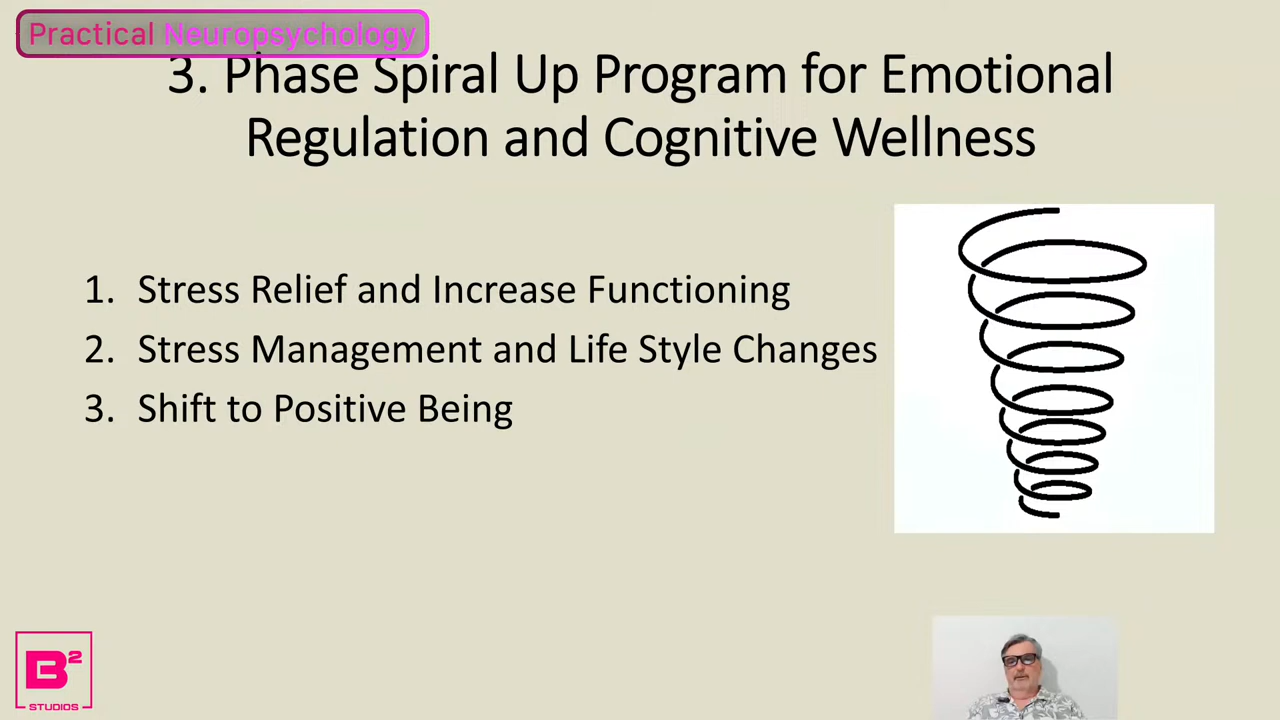 Practical Neuropsychology
3. Phase Spiral Up Program for Emotional
Regulation and Cognitive Wellness
1. Stress Relief and Increase Functioning
2. Stress Management and Life Style Changes
3. Shift to Positive Being
B²
STUDIOS